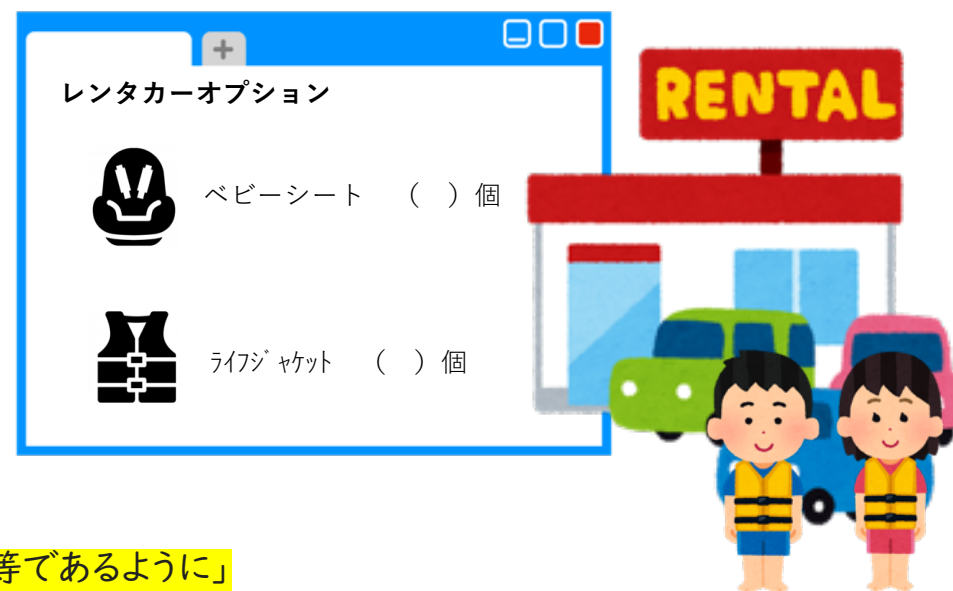 RENTAL
レンタカーオプション
ベビーシート （ ）個
ﾗｲﾌｼﾞｬｹｯﾄ （ ）個
等であるように」